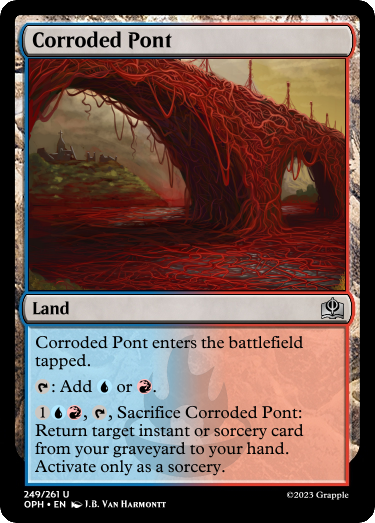 Corroded Pont
Land
Corroded Pont enters the battlefield
tapped.
: Add or .
1 , , Sacrifice Corroded Pont:
Return target instant or sorcery card
from your graveyard to your hand.
Activate only as a sorcery.
249/261 U
OPH • EN J.B. Van Harmontt
©2023 Grapple